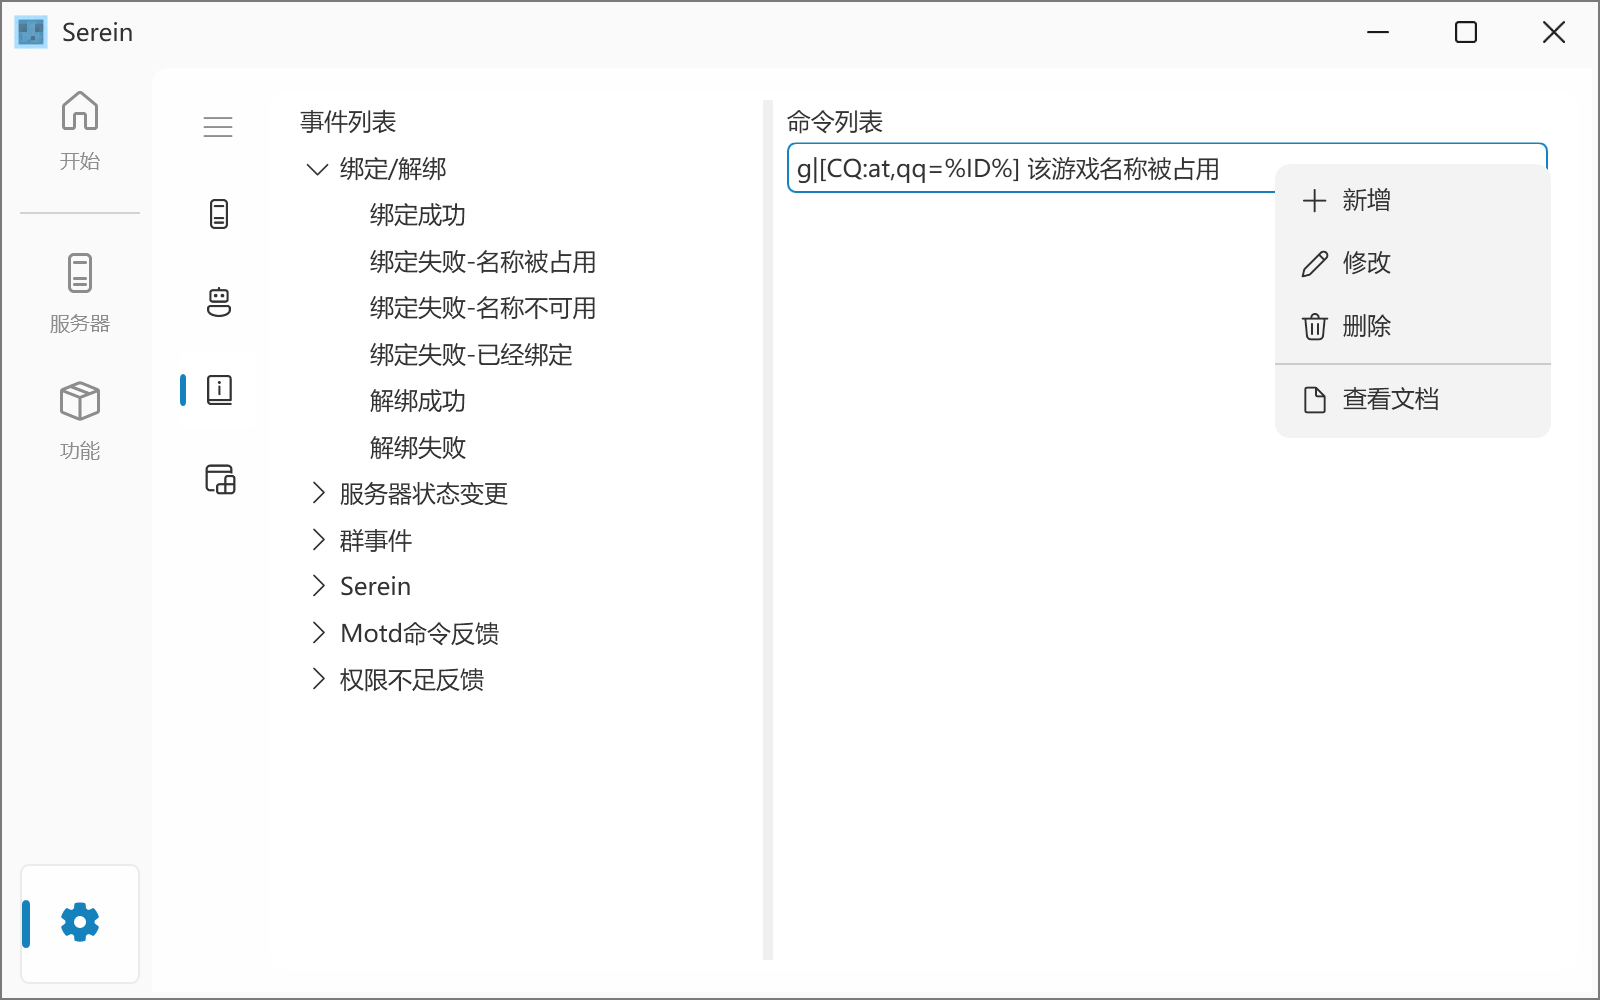 Serein
开始
服务器
功能
事件列表
绑定/解绑
绑定成功
绑定失败-名称被占用
绑定失败-名称不可用
绑定失败-已经绑定
解绑成功
解绑失败
服务器状态变更
群事件
Serein
Motd命令反馈
权限不足反馈
命令列表
g|[CQ:at,qq=%ID%] 该游戏名称被占用
新增
修改
删除
查看文档